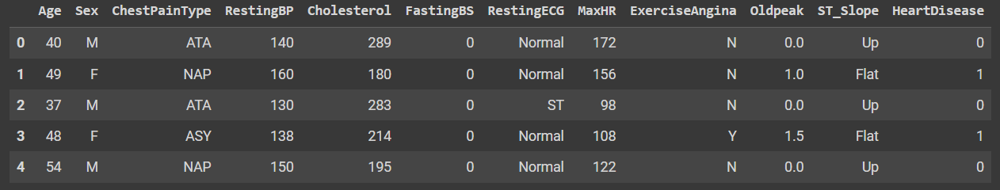 Age Sex ChestPainType RestingBP Cholesterol FastingBS RestingECG MaxHR ExerciseAngina Oldpeak ST_Slope HeartDisease
0 40 M ATA 140 289 0 Normal 172 N 0.0 Up 0
1 49 F NAP 160 180 0 Normal 156 N 1.0 Flat 1
2 37 M ATA 130 283 0 ST 98 N 0.0 Up 0
3 48 F ASY 138 214 0 Normal 108 Y 1.5 Flat 1
4 54 M NAP 150 195 0 Normal 122 N 0.0 Up 0